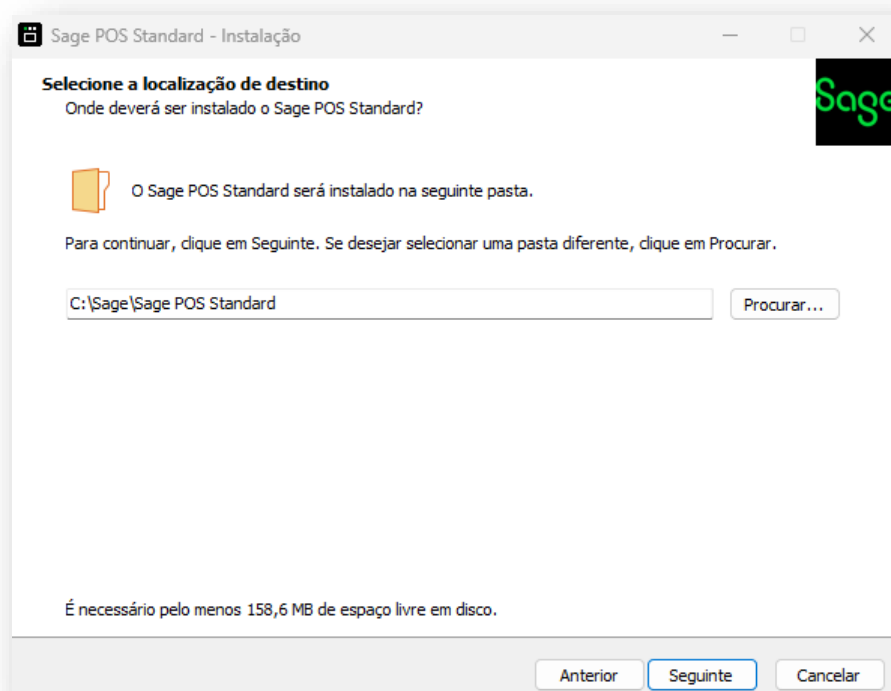 Sage POS Standard - Instalação
Selecione a localização de destino
Onde deverá ser instalado o Sage POS Standard?
Sage
O Sage POS Standard será instalado na seguinte pasta.
Para continuar, clique em Seguinte. Se desejar selecionar uma pasta diferente, clique em Procurar.
C:\Sage\Sage POS Standard
Procurar...
É necessário pelo menos 158,6 MB de espaço livre em disco.
Anterior Seguinte Cancelar